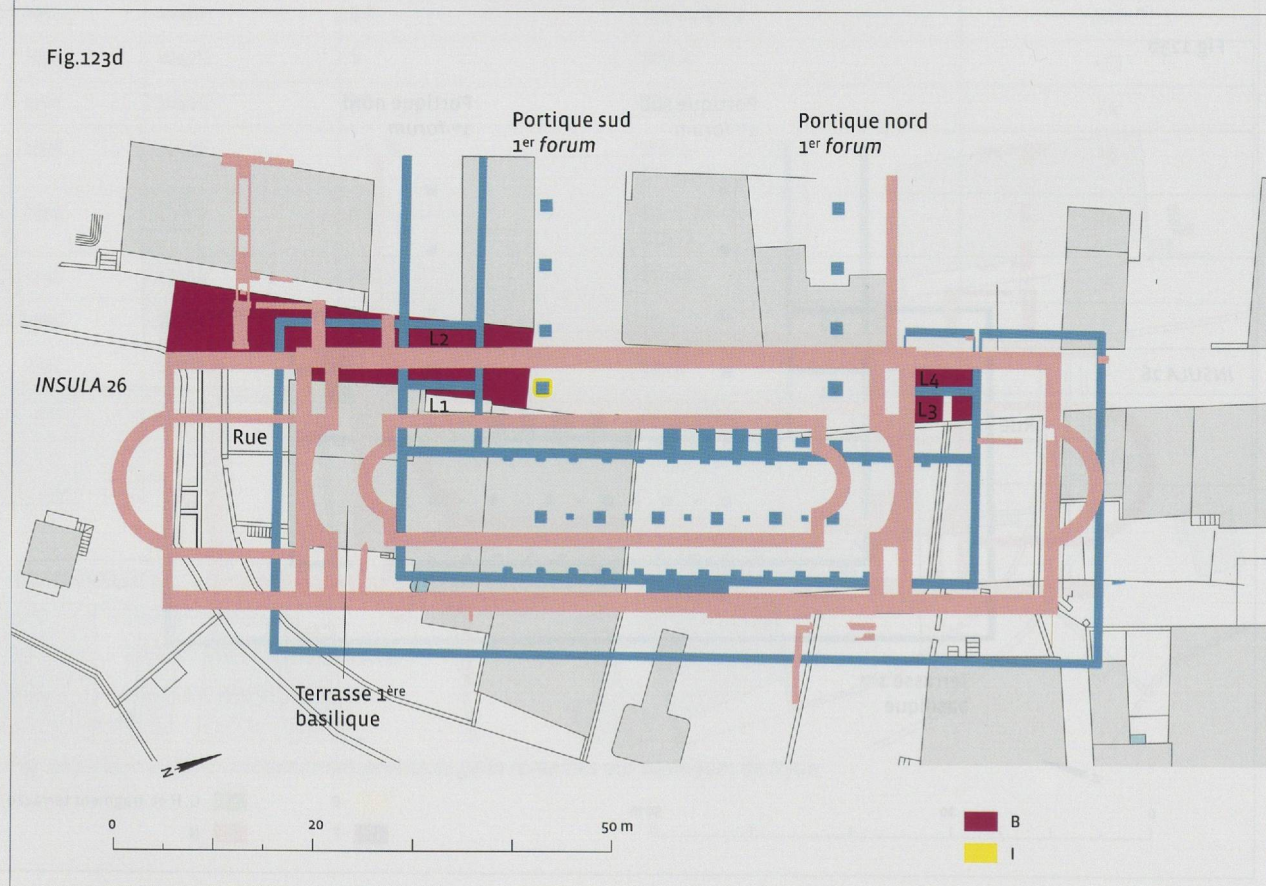 Fig.123d
Portique sud
1er forum
Portique nord
1er forum
L2
INSULA 26
L4
L1
L3
Rue
Terrasse 1ère
basilique
N
0 20 50 m
B
I